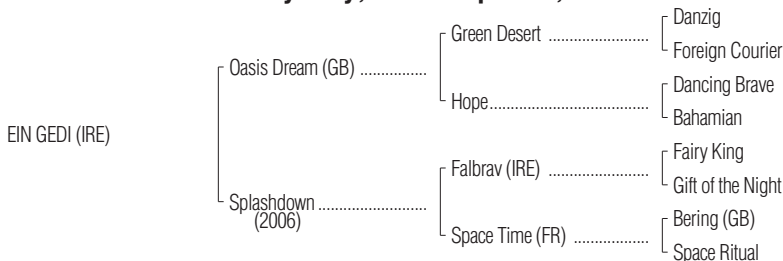 Danzig
Green Desert ....................
Foreign Courier
Oasis Dream (GB) ................
Dancing Brave
Hope.......................................
Bahamian
EIN GEDI (IRE)
Fairy King
Falbrav (IRE) ....................
Gift of the Night
Splashdown ..........................
(2006)
Bering (GB)
Space Time (FR) ..................
Space Ritual